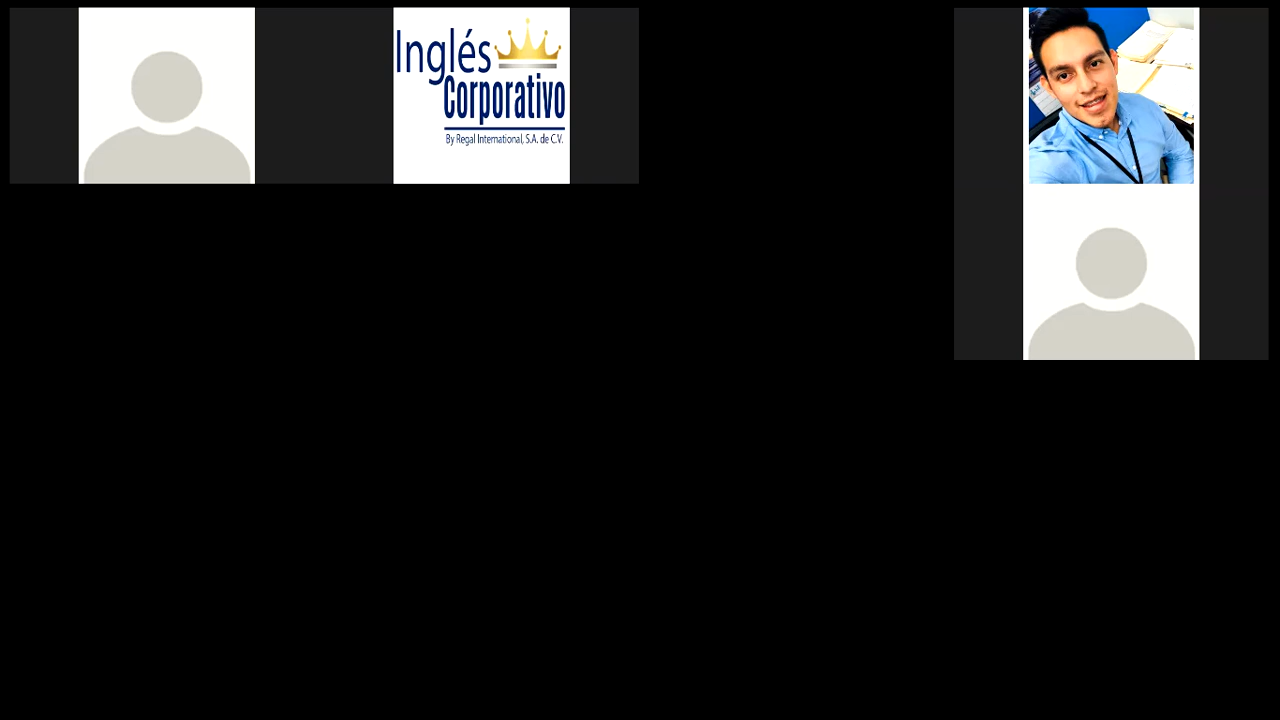 Inglés
Corporativo
By Regal International, S.A. de C.V.